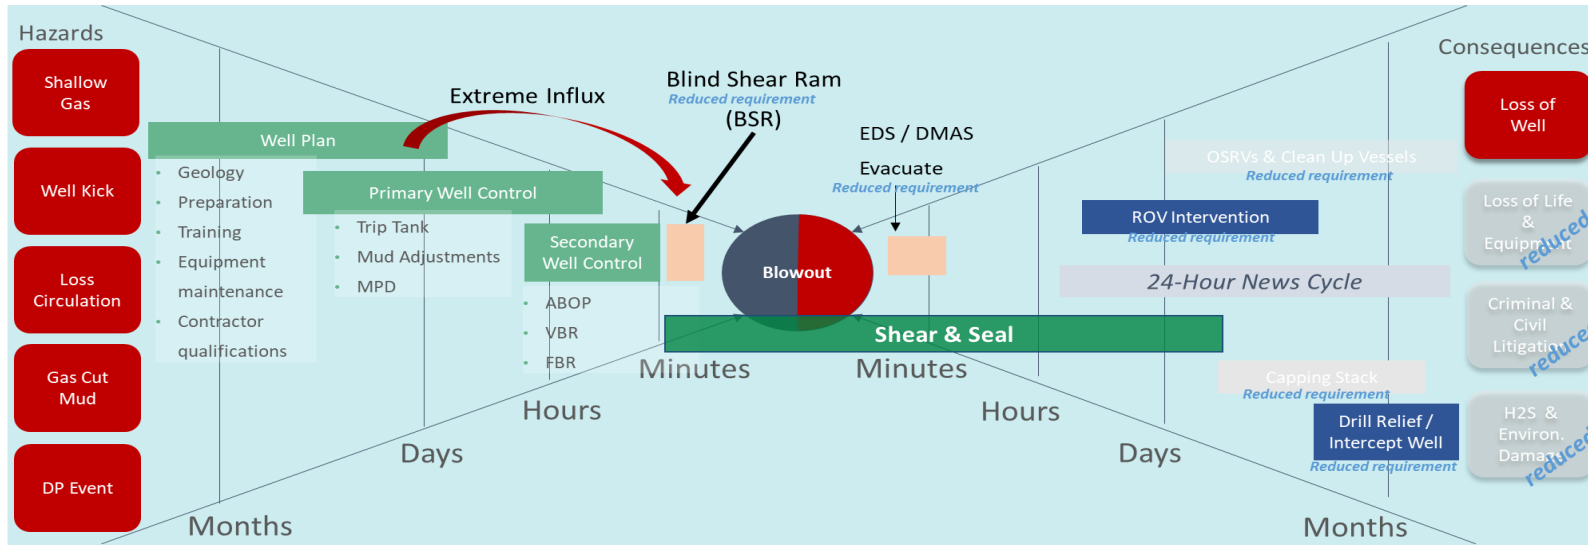 Hazards
Shallow
Gas
Well Kick
Loss
Circulation
Gas Cut
Mud
DP Event
Well Plan
Geology
Preparation
Training
Equipment
maintenance
Contractor
qualifications
Extreme Influx
Primary Well Control
Trip Tank
Mud Adjustments
MPD
Secondary
Well Control
ABOP
VBR
FBR
Blind Shear Ram
Reduced requirement
(BSR)
Blowout
EDS / DMAS
Evacuate
Reduced requirement
Shear & Seal
Months
Days
Hours
Minutes
Minutes
Hours
Days
Months
OSRVs & Clean Up Vessels
Reduced requirement
ROV Intervention
Reduced requirement
24-Hour News Cycle
Capping Stack
Reduced requirement
Drill Relief /
Intercept Well
Reduced requirement
Consequences
Loss of
Well
Loss of Life
&
Equipment
reduced
Criminal &
Civil
Litigation
reduced
H2S &
Environ.
Damage
reduced